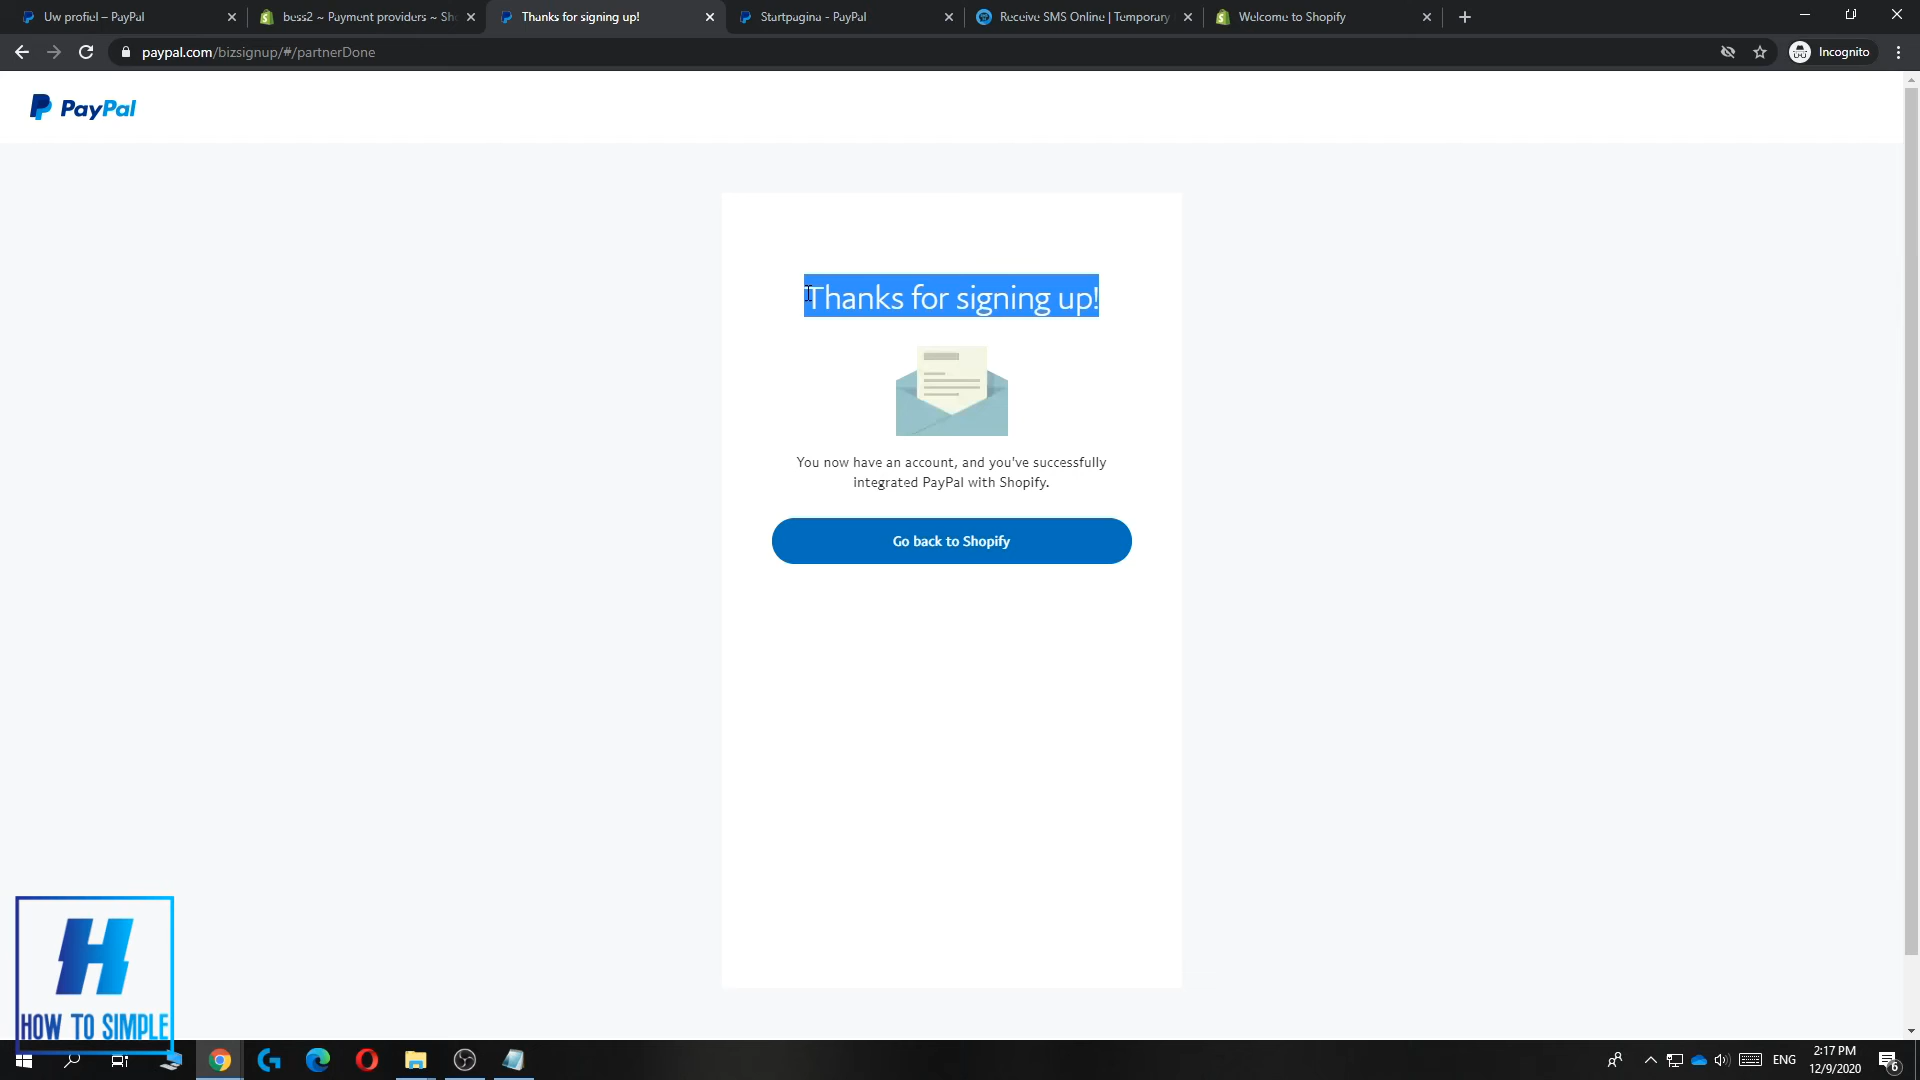 Uw profiel – PayPal
bess2 ~ Payment providers ~ Sho
Thanks for signing up!
Startpagina - PayPal
Receive SMS Online | Temporary
Welcome to Shopify
paypal.com/bizsignup/#/partnerDone
Incognito
PayPal
Thanks for signing up!
You now have an account, and you've successfully
integrated PayPal with Shopify.
Go back to Shopify
H
HOW TO SIMPLE
ENG
2:17 PM
12/9/2020
6